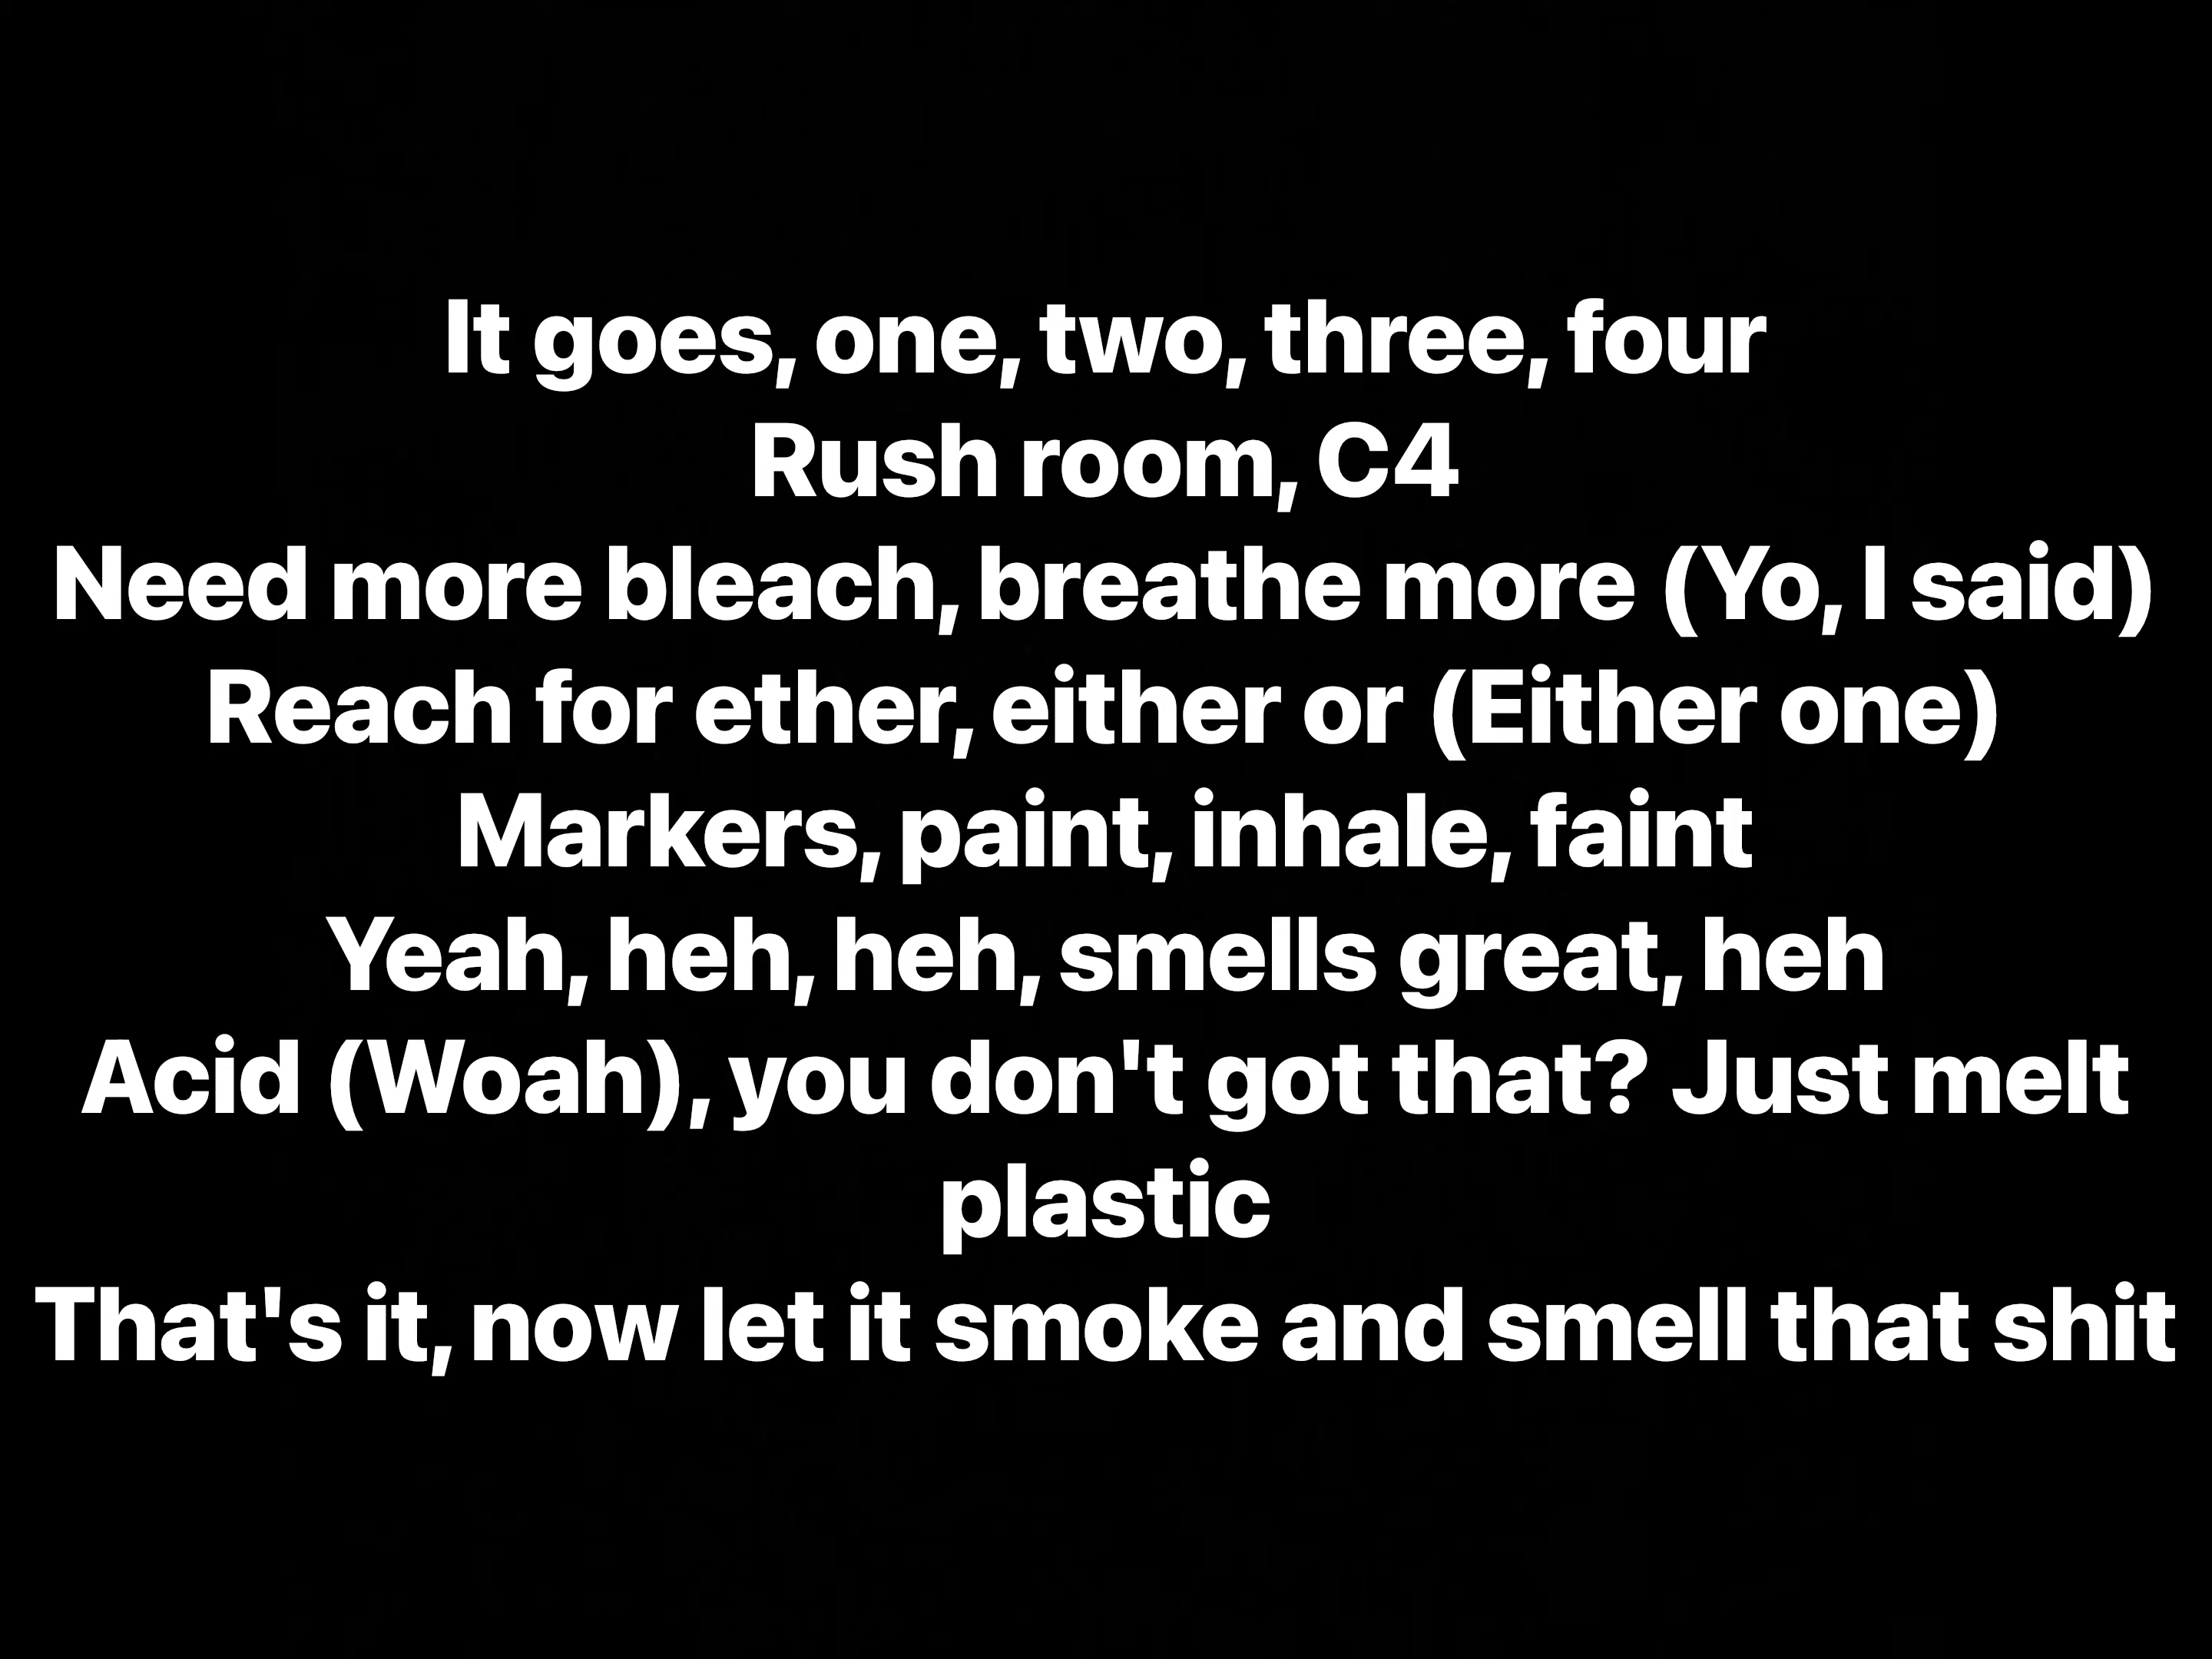 It goes, one, two, three, four
Rush room, C4
Need more bleach, breathe more (Yo, I said)
Reach for ether, either or (Either one)
Markers, paint, inhale, faint
Yeah, heh, heh, smells great, heh
Acid (Woah), you don't got that? Just melt
plastic
That's it, now let it smoke and smell that shit